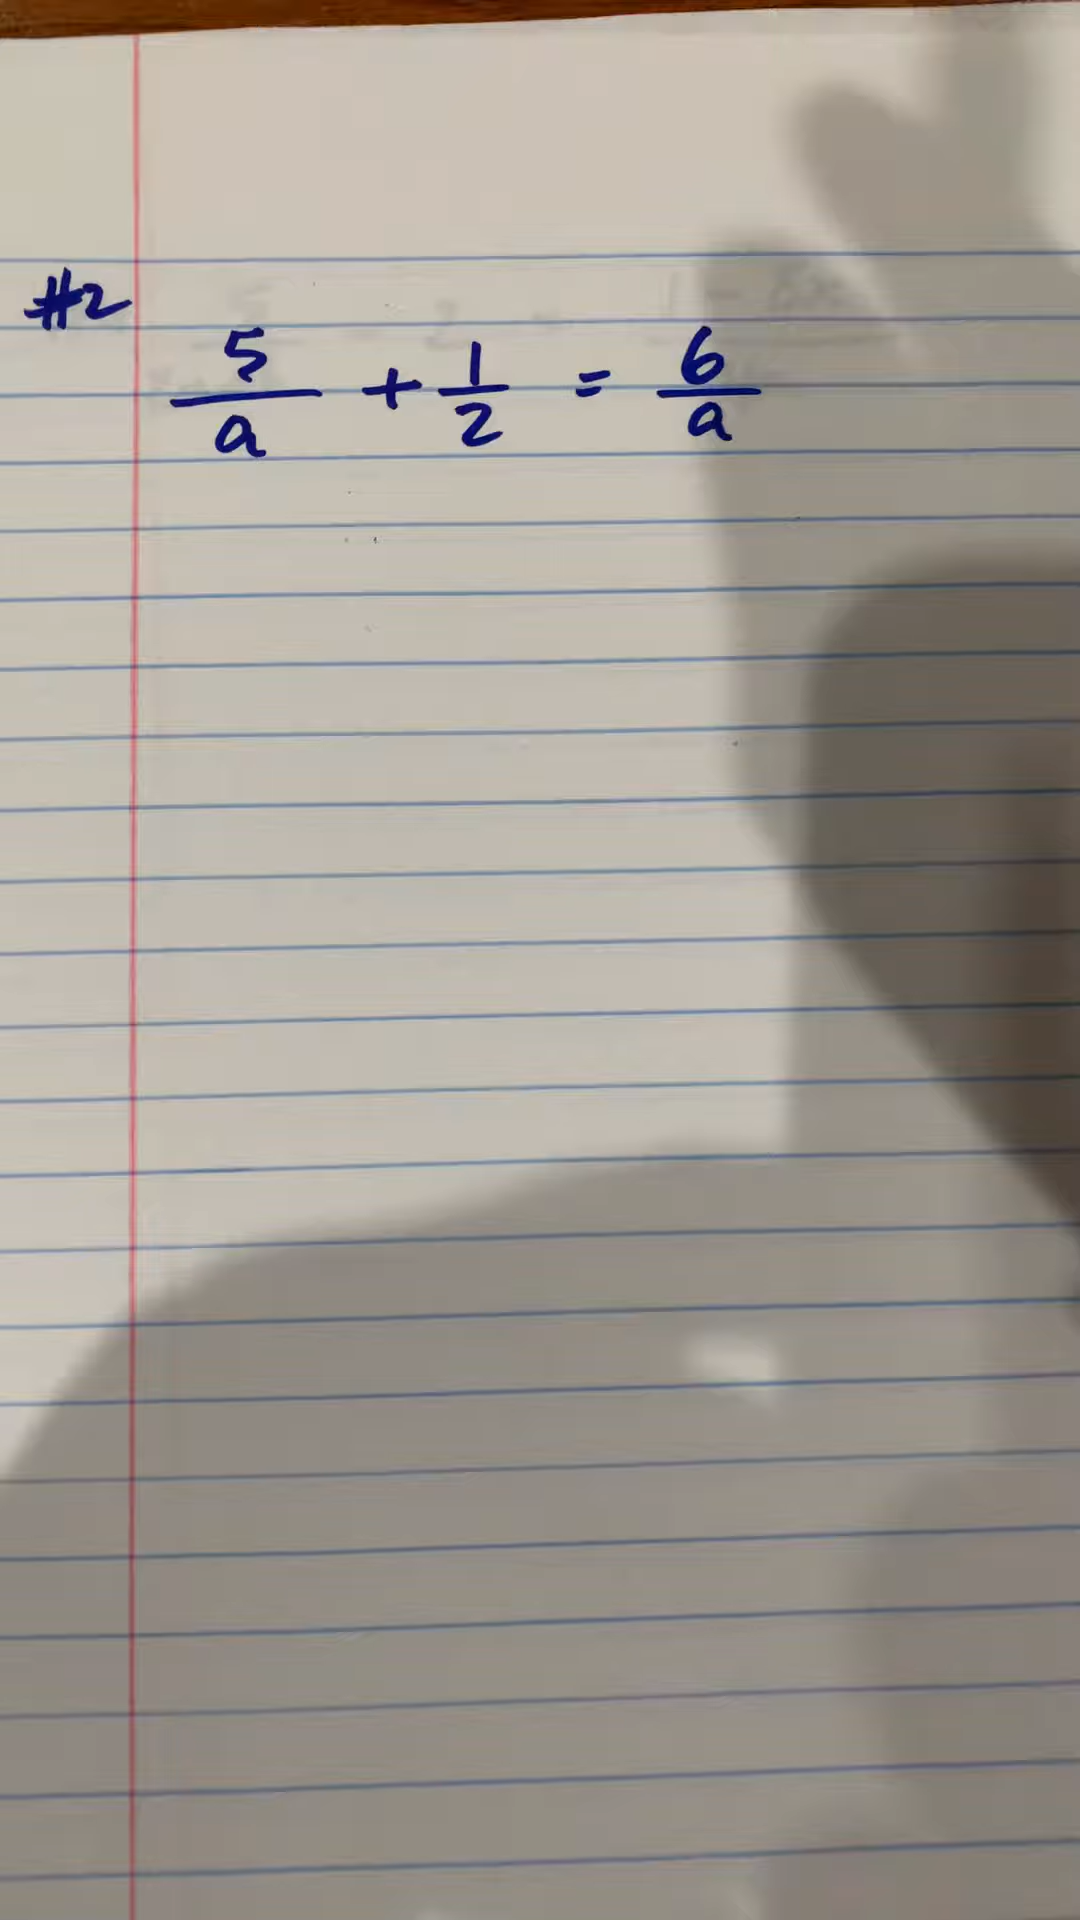 #2
5/a + 1/2 = 6/a